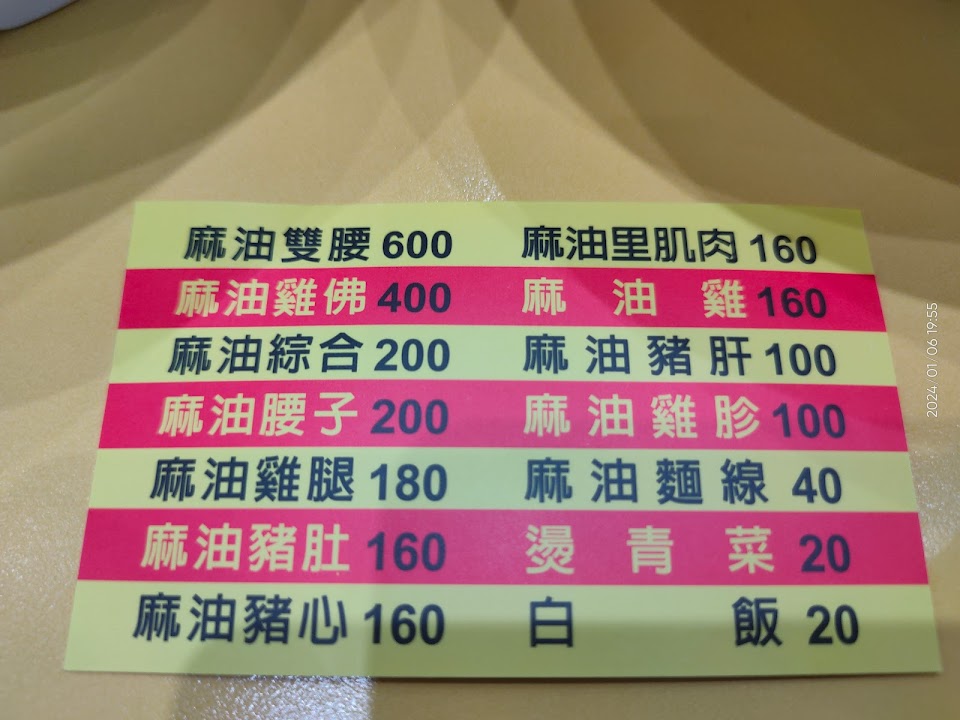 麻油雙腰 600 麻油里肌肉 160
麻油雞佛 400 麻油雞 160
麻油綜合 200 麻油豬肝 100
麻油腰子 200 麻油雞胗 100
麻油雞腿 180 麻油麵線 40
麻油豬肚 160 燙青菜 20
麻油豬心 160 白飯 20
2024 01 06 19:55